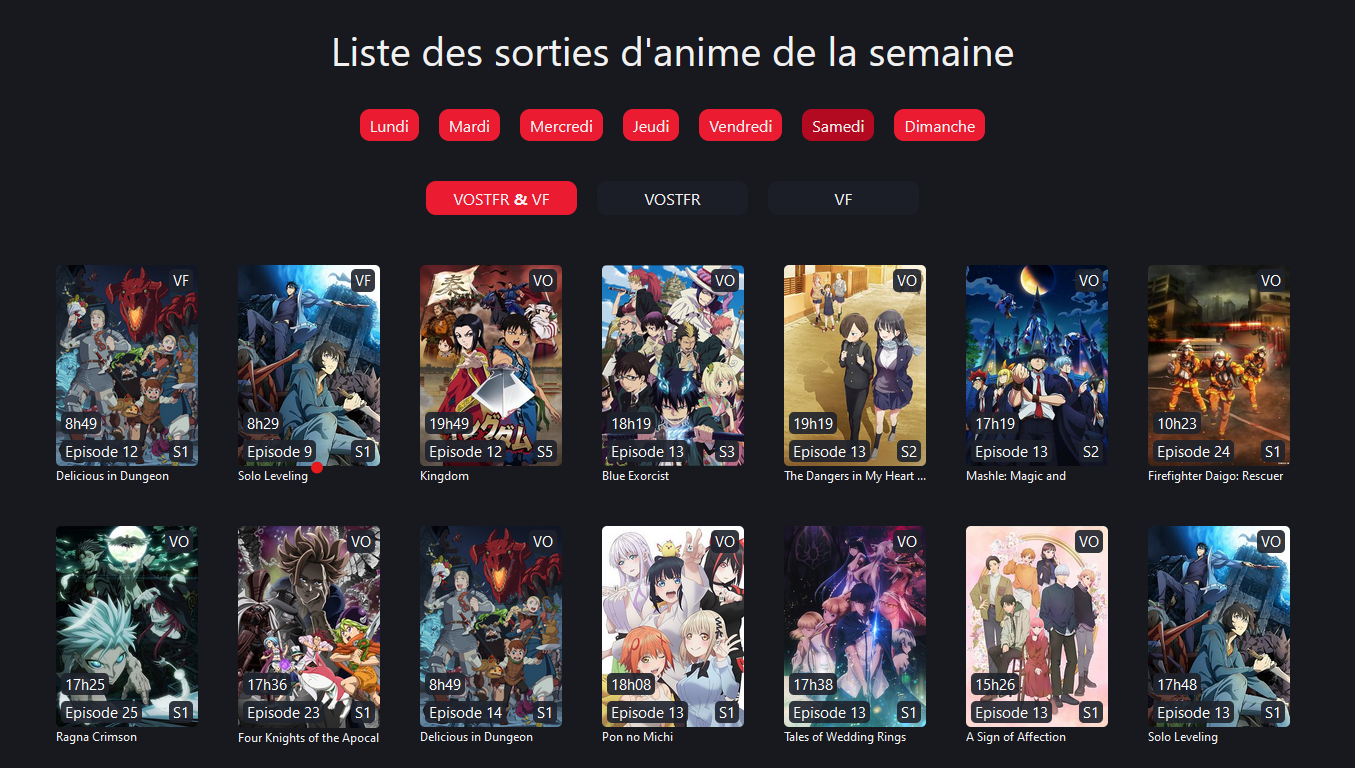 Liste des sorties d'anime de la semaine
Lundi
Mardi
Mercredi
Jeudi
Vendredi
Samedi
Dimanche
VOSTFR & VF
VOSTFR
VF
VF
8h49
Episode 12
S1
Delicious in Dungeon
VF
8h29
Episode 9
S1
Solo Leveling
VO
19h49
Episode 12
S5
Kingdom
VO
18h19
Episode 13
S3
Blue Exorcist
VO
19h19
Episode 13
S2
The Dangers in My Heart ...
VO
17h19
Episode 13
S2
Mashle: Magic and
VO
10h23
Episode 24
S1
Firefighter Daigo: Rescuer
VO
17h25
Episode 25
S1
Ragna Crimson
VO
17h36
Episode 23
S1
Four Knights of the Apocal
VO
8h49
Episode 14
S1
Delicious in Dungeon
VO
18h08
Episode 13
S1
Pon no Michi
VO
17h38
Episode 13
S1
Tales of Wedding Rings
VO
15h26
Episode 13
S1
A Sign of Affection
VO
17h48
Episode 13
S1
Solo Leveling